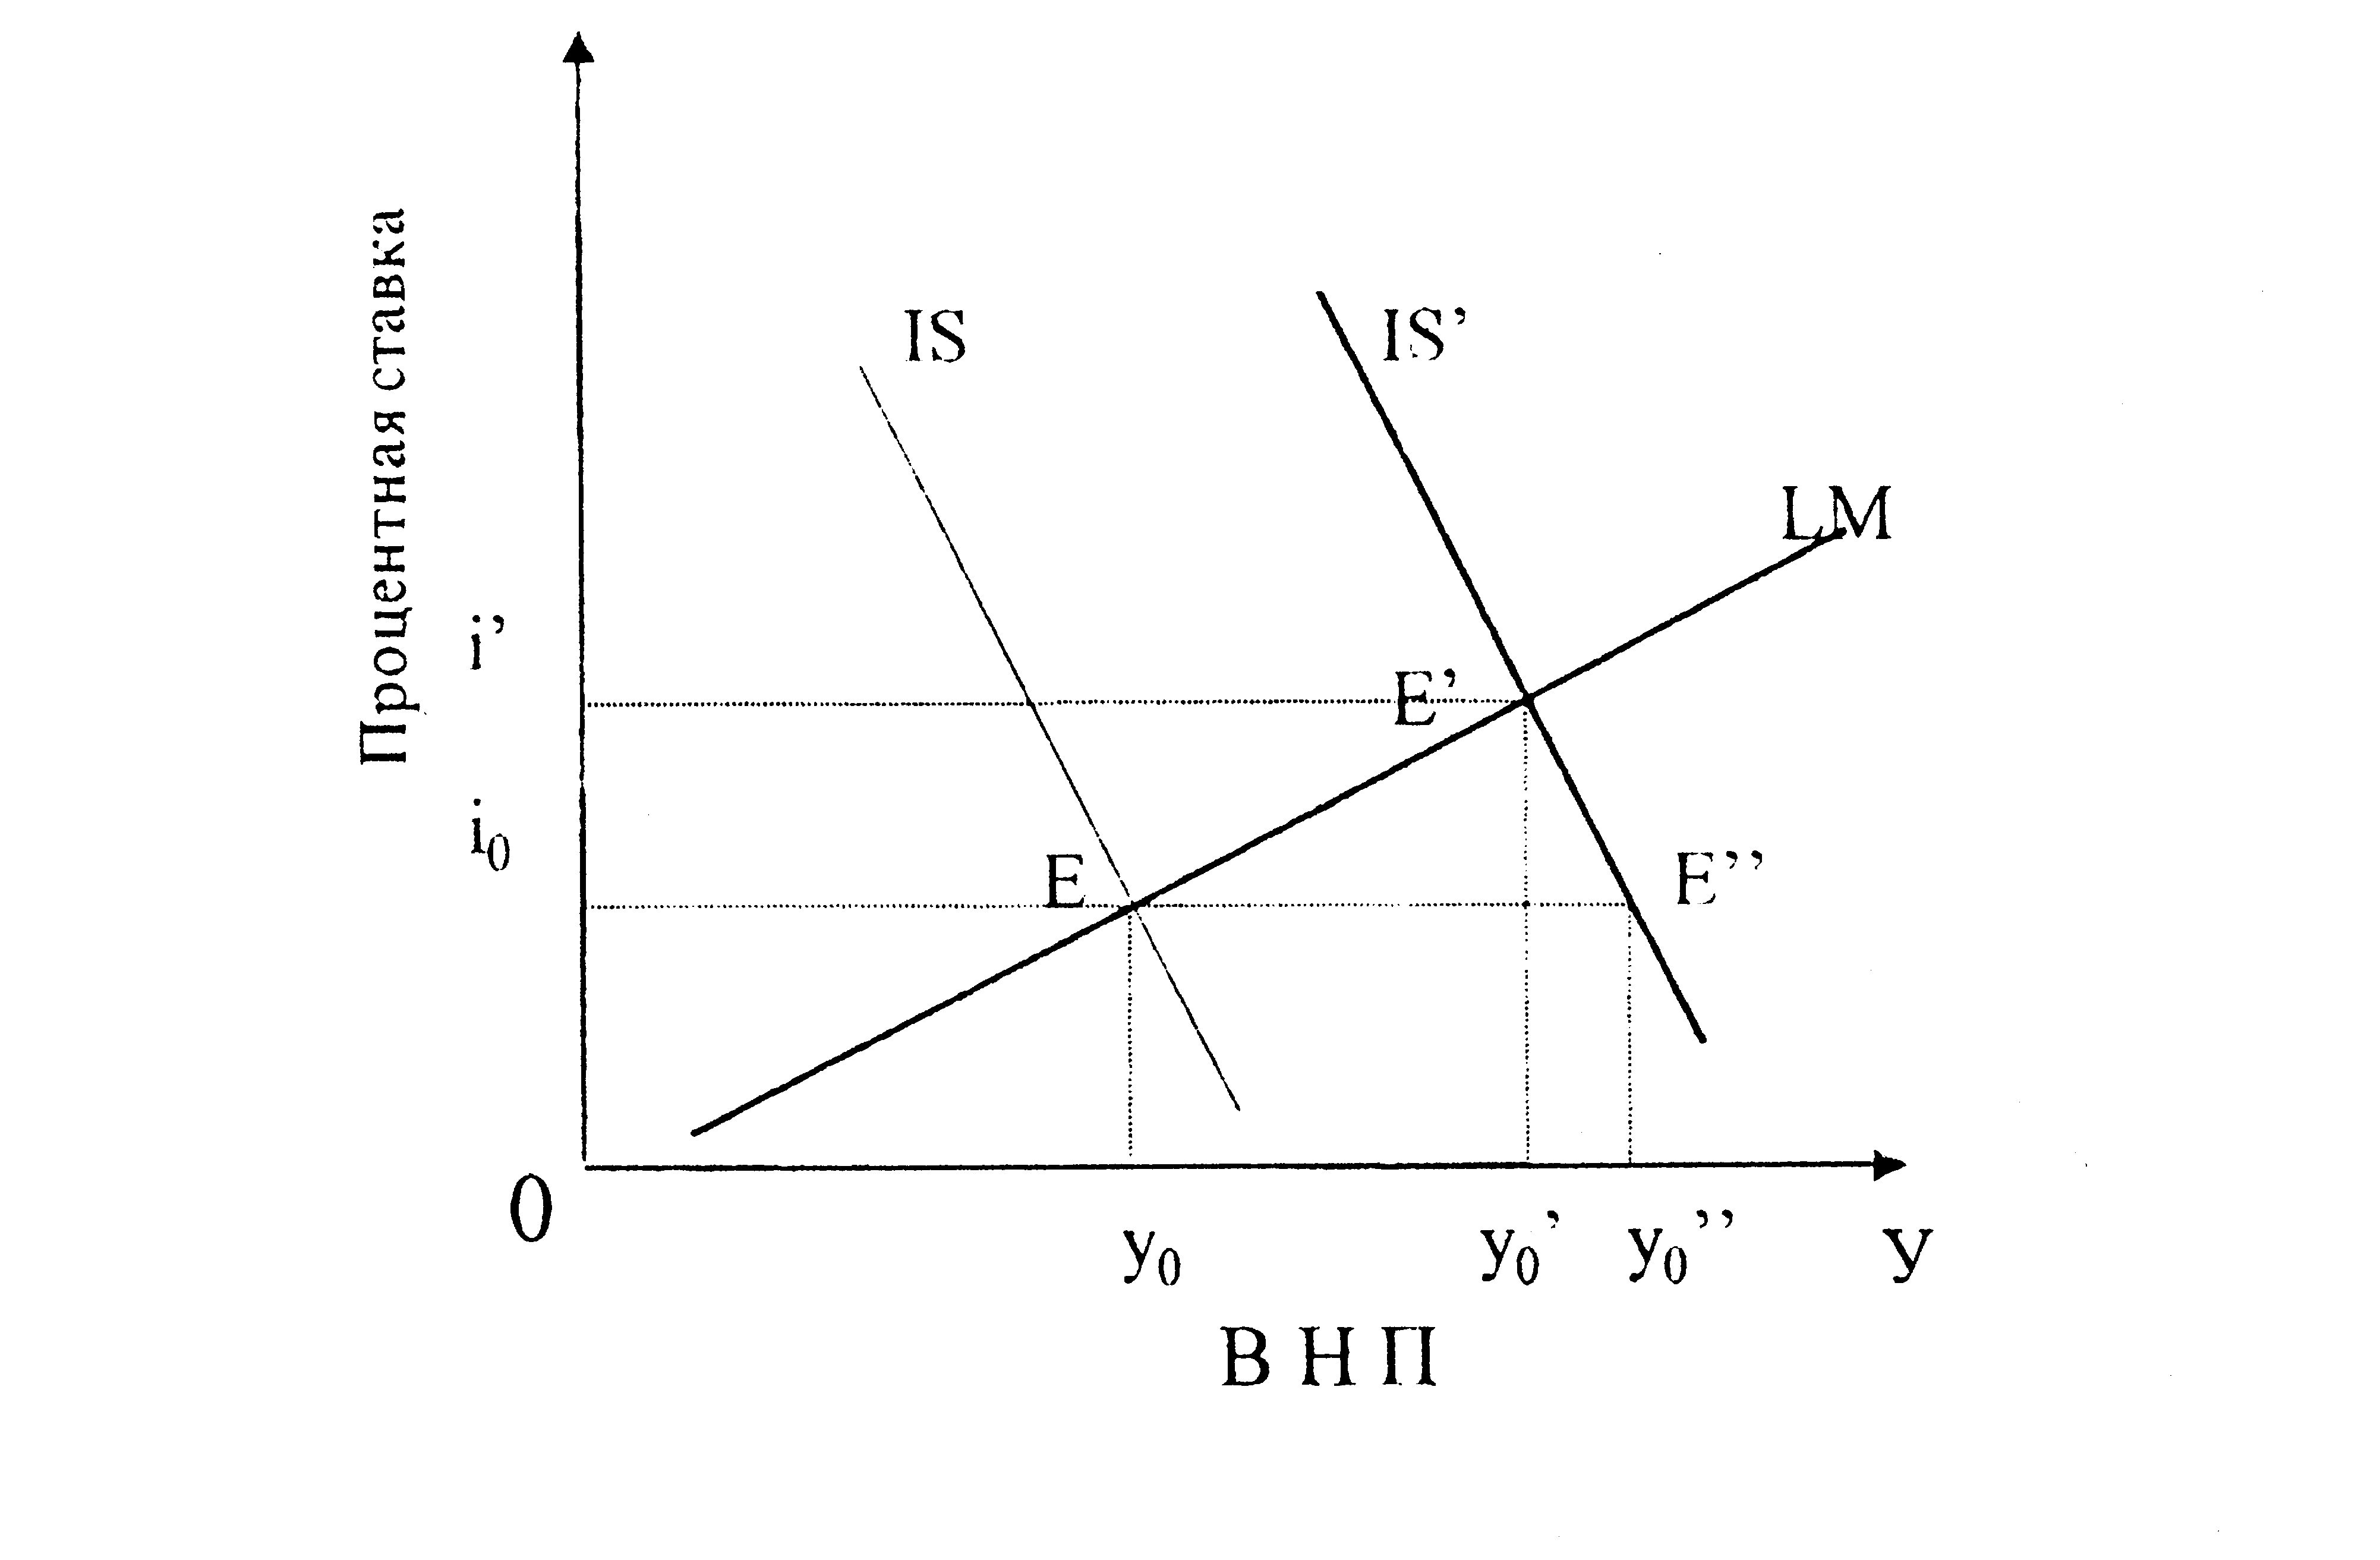 Процентная ставка
IS
IS’
LM
i’
E’
i₀
E
E’’
0
y₀
y₀’
y₀’’
y
В Н П